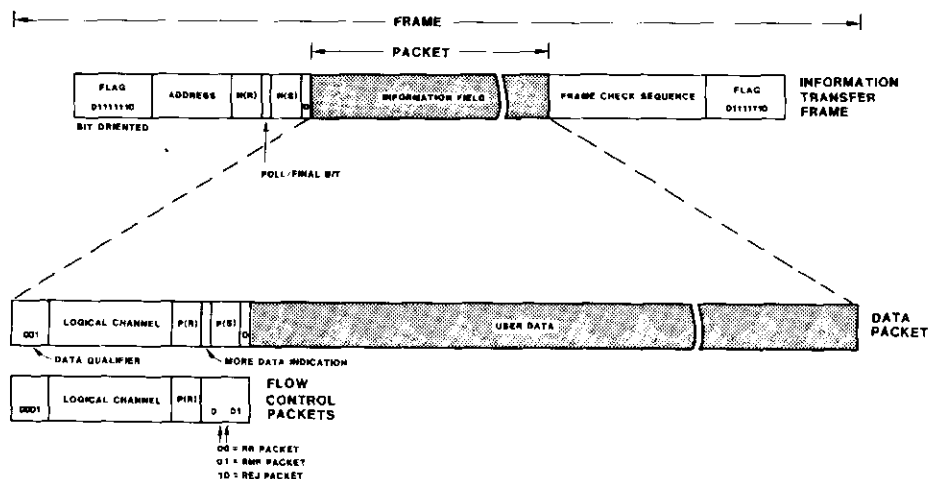 FRAME
PACKET
FLAG
01111110
ADDRESS
N(R)
N(S)
0
INFORMATION FIELD
FRAME CHECK SEQUENCE
FLAG
01111110
INFORMATION
TRANSFER
FRAME
BIT ORIENTED
POLL/FINAL BIT
001
LOGICAL CHANNEL
P(R)
P(S)
0
USER DATA
DATA
PACKET
DATA QUALIFIER
MORE DATA INDICATION
0001
LOGICAL CHANNEL
P(R)
0 01
FLOW
CONTROL
PACKETS
00 = RR PACKET
01 = RNR PACKET
10 = REJ PACKET